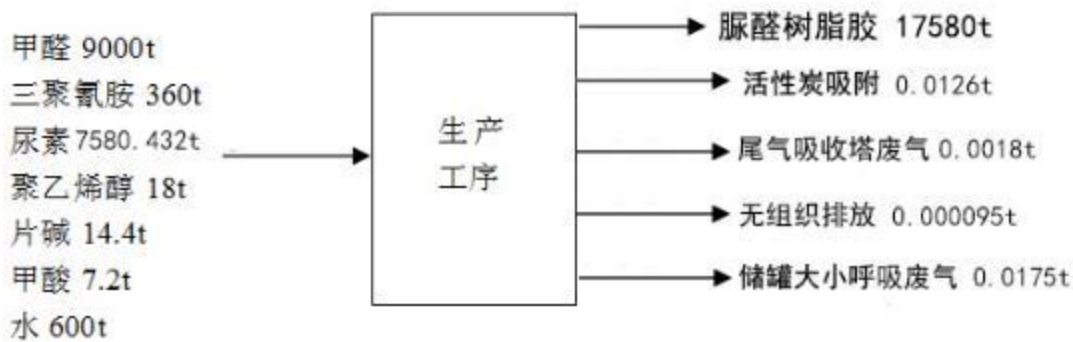 甲醛 9000t
三聚氰胺 360t
尿素7580.432t
聚乙烯醇 18t
片碱 14.4t
甲酸 7.2t
水 600t
生产
工序
脲醛树脂胶 17580t
活性炭吸附 0.0126t
尾气吸收塔废气 0.0018t
无组织排放 0.000095t
储罐大小呼吸废气 0.0175t